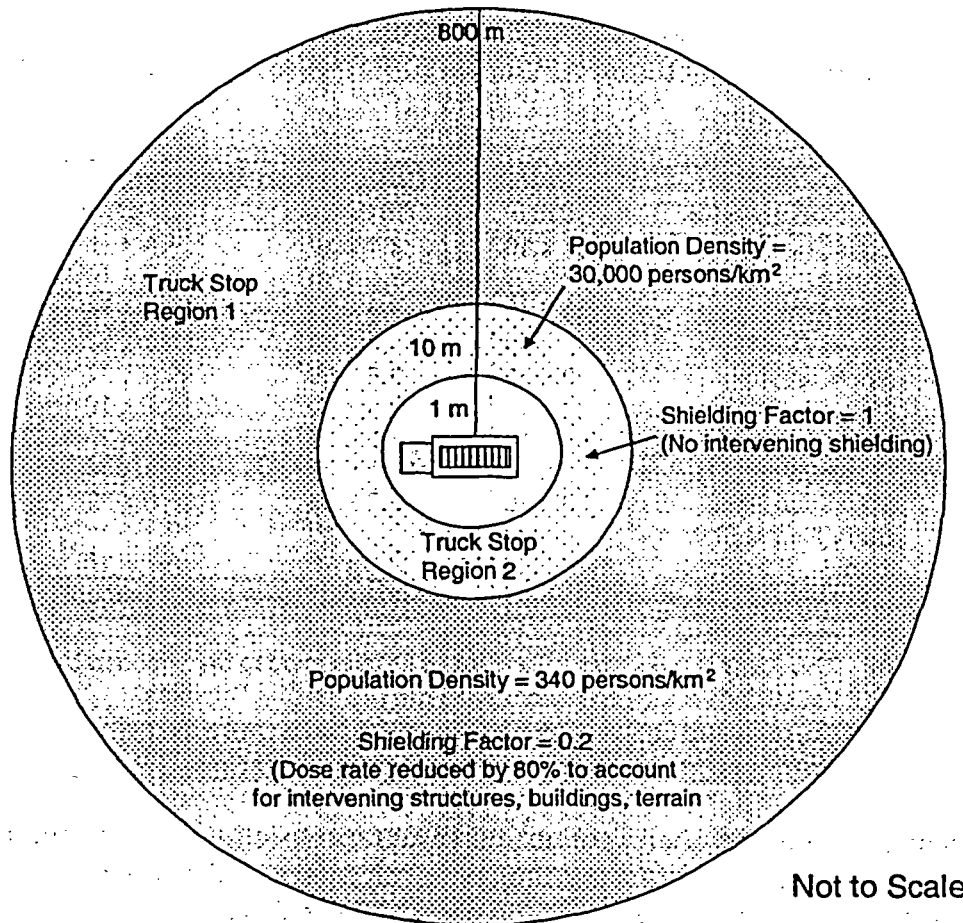 800 m
Population Density =
30,000 persons/km²
Truck Stop
Region 1
10 m
1 m
Shielding Factor = 1
(No intervening shielding)
Truck Stop
Region 2
Population Density = 340 persons/km²
Shielding Factor = 0.2
(Dose rate reduced by 80% to account
for intervening structures, buildings, terrain
Not to Scale